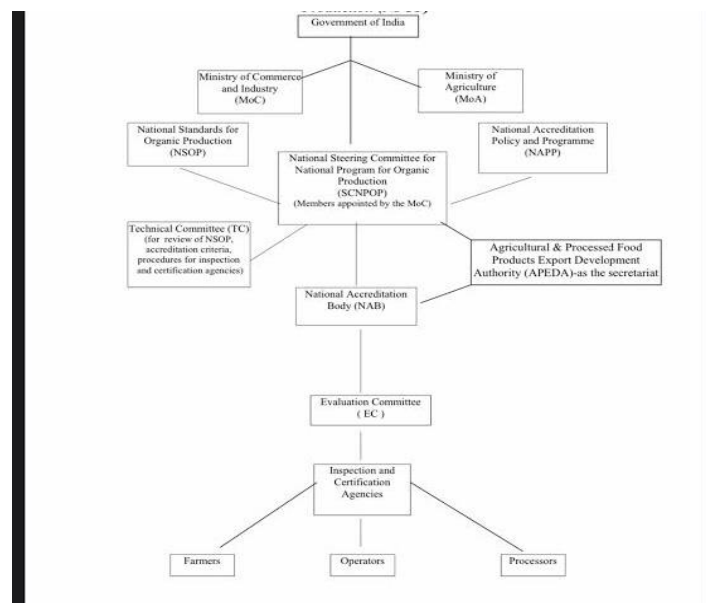 Government of India
Ministry of Commerce
and Industry
(MoC)
Ministry of
Agriculture
(MoA)
National Standards for
Organic Production
(NSOP)
National Accreditation
Policy and Programme
(NAPP)
National Steering Committee for
National Program for Organic
Production
(SCNPOP)
(Members appointed by the MoC)
Technical Committee (TC)
(for review of NSOP,
accreditation criteria,
procedures for inspection
and certification agencies)
Agricultural & Processed Food
Products Export Development
Authority (APEDA)-as the secretariat
National Accreditation
Body (NAB)
Evaluation Committee
( EC )
Inspection and
Certification
Agencies
Farmers
Operators
Processors